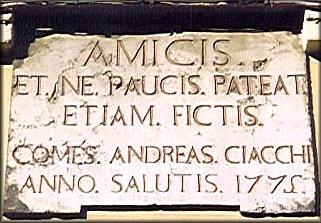 AMICIS.
ET. NE. PAUCIS. PATEAT
ETIAM. FICTIS.
COMES. ANDREAS. CIACCHI
ANNO. SALUTIS. 1775.